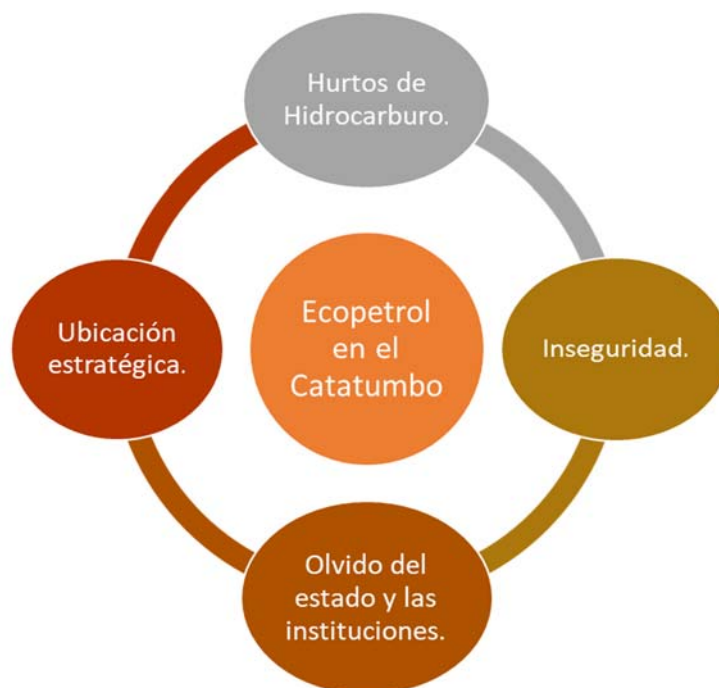 Hurtos de
Hidrocarburo.
Ecopetrol
en el
Catatumbo
Ubicación
estratégica.
Inseguridad.
Olvido del
estado y las
instituciones.